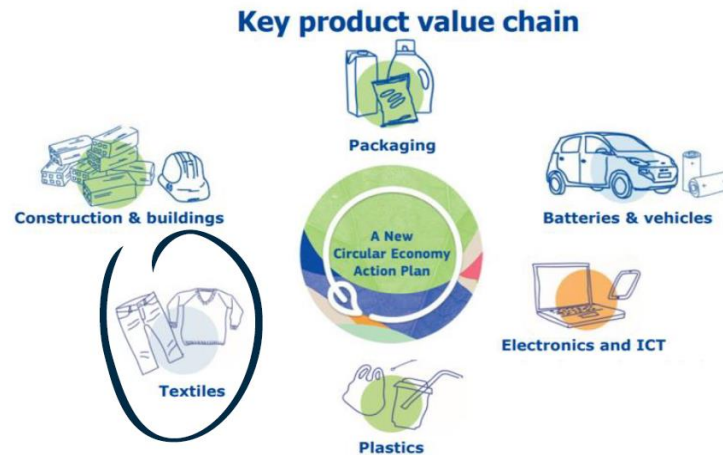 Key product value chain
Packaging
Construction & buildings
Batteries & vehicles
A New
Circular Economy
Action Plan
Textiles
Electronics and ICT
Plastics